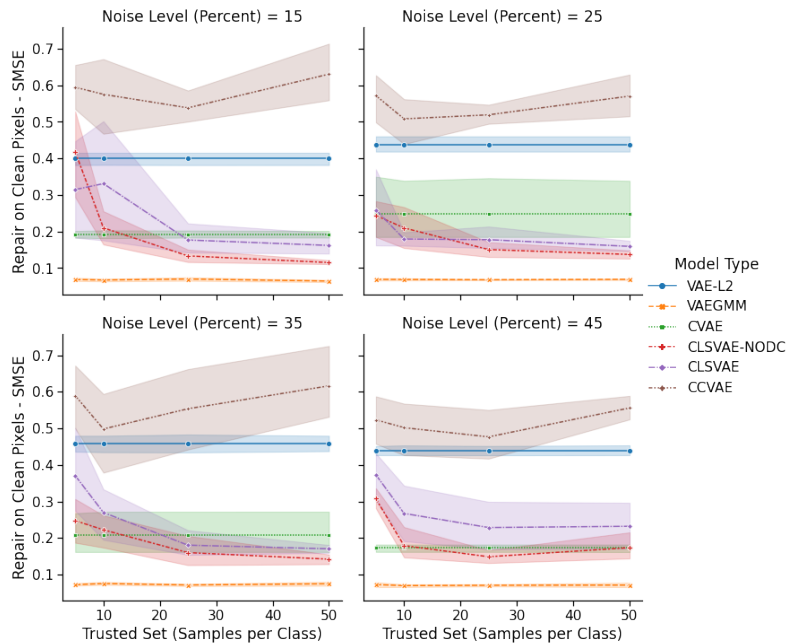 Noise Level (Percent) = 15
Noise Level (Percent) = 25
Repair on Clean Pixels - SMSE
0.7
0.6
0.5
0.4
0.3
0.2
0.1
Model Type
VAE-L2
VAEGMM
CVAE
CLSVAE-NODC
CLSVAE
CCVAE
Noise Level (Percent) = 35
Noise Level (Percent) = 45
Repair on Clean Pixels - SMSE
0.7
0.6
0.5
0.4
0.3
0.2
0.1
10 20 30 40 50
10 20 30 40 50
Trusted Set (Samples per Class)
Trusted Set (Samples per Class)